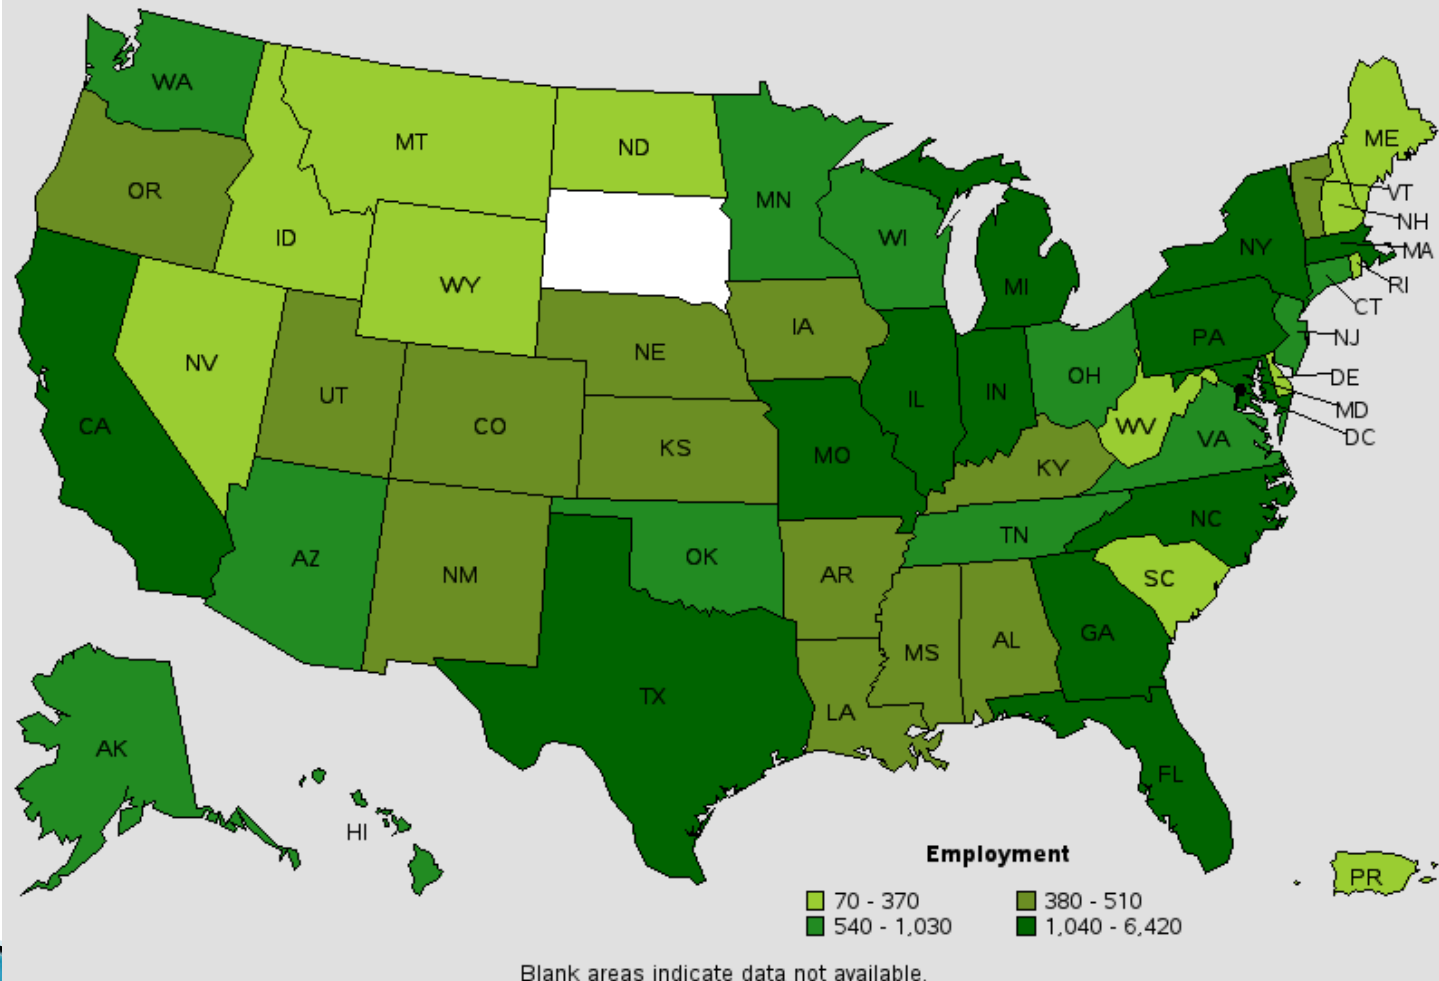 WA
MT
ND
ME
OR
MN
VT
ID
WI
NH
NY
MA
WY
MI
RI
CT
IA
PA
NJ
NE
NV
OH
DE
UT
IL
IN
MD
CO
CA
WV
VA
DC
KS
MO
KY
NC
TN
AZ
OK
NM
AR
SC
GA
AL
MS
TX
LA
AK
FL
HI
Employment
PR
70 - 370
380 - 510
540 - 1,030
1,040 - 6,420
Blank areas indicate data not available.